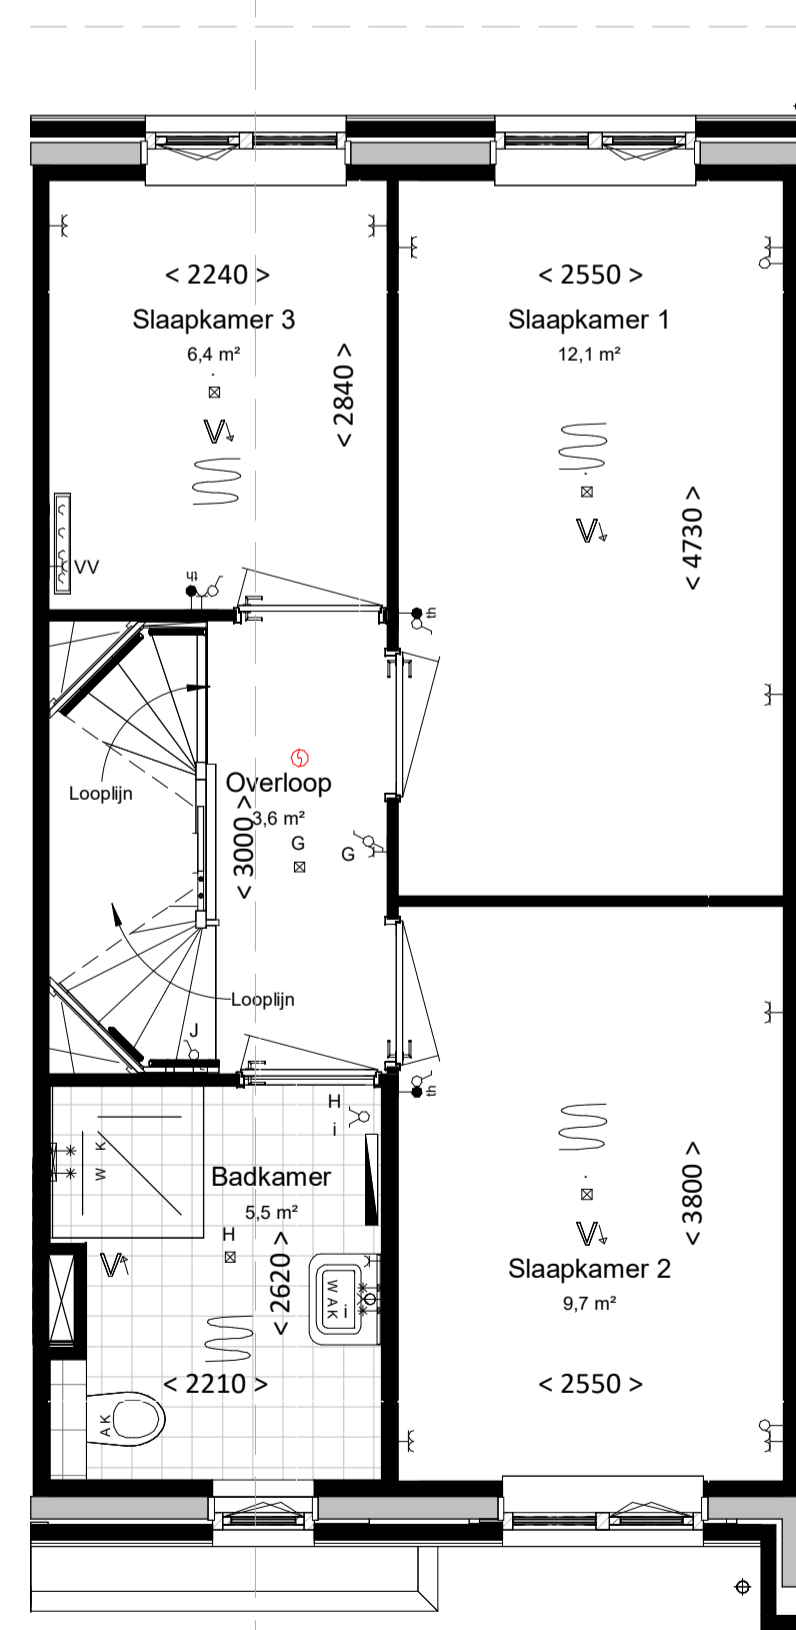 < 2240 >
Slaapkamer 3
6,4 m²
< 2840 >
VV
th
< 2550 >
Slaapkamer 1
12,1 m²
< 4730 >
th
Looplijn
Overloop
3,6 m²
< 3000 >
G
G
Looplijn
J
H
i
W K
Badkamer
5,5 m²
H
< 2620 >
W A K
i
< 2210 >
A K
th
< 3800 >
Slaapkamer 2
9,7 m²
< 2550 >